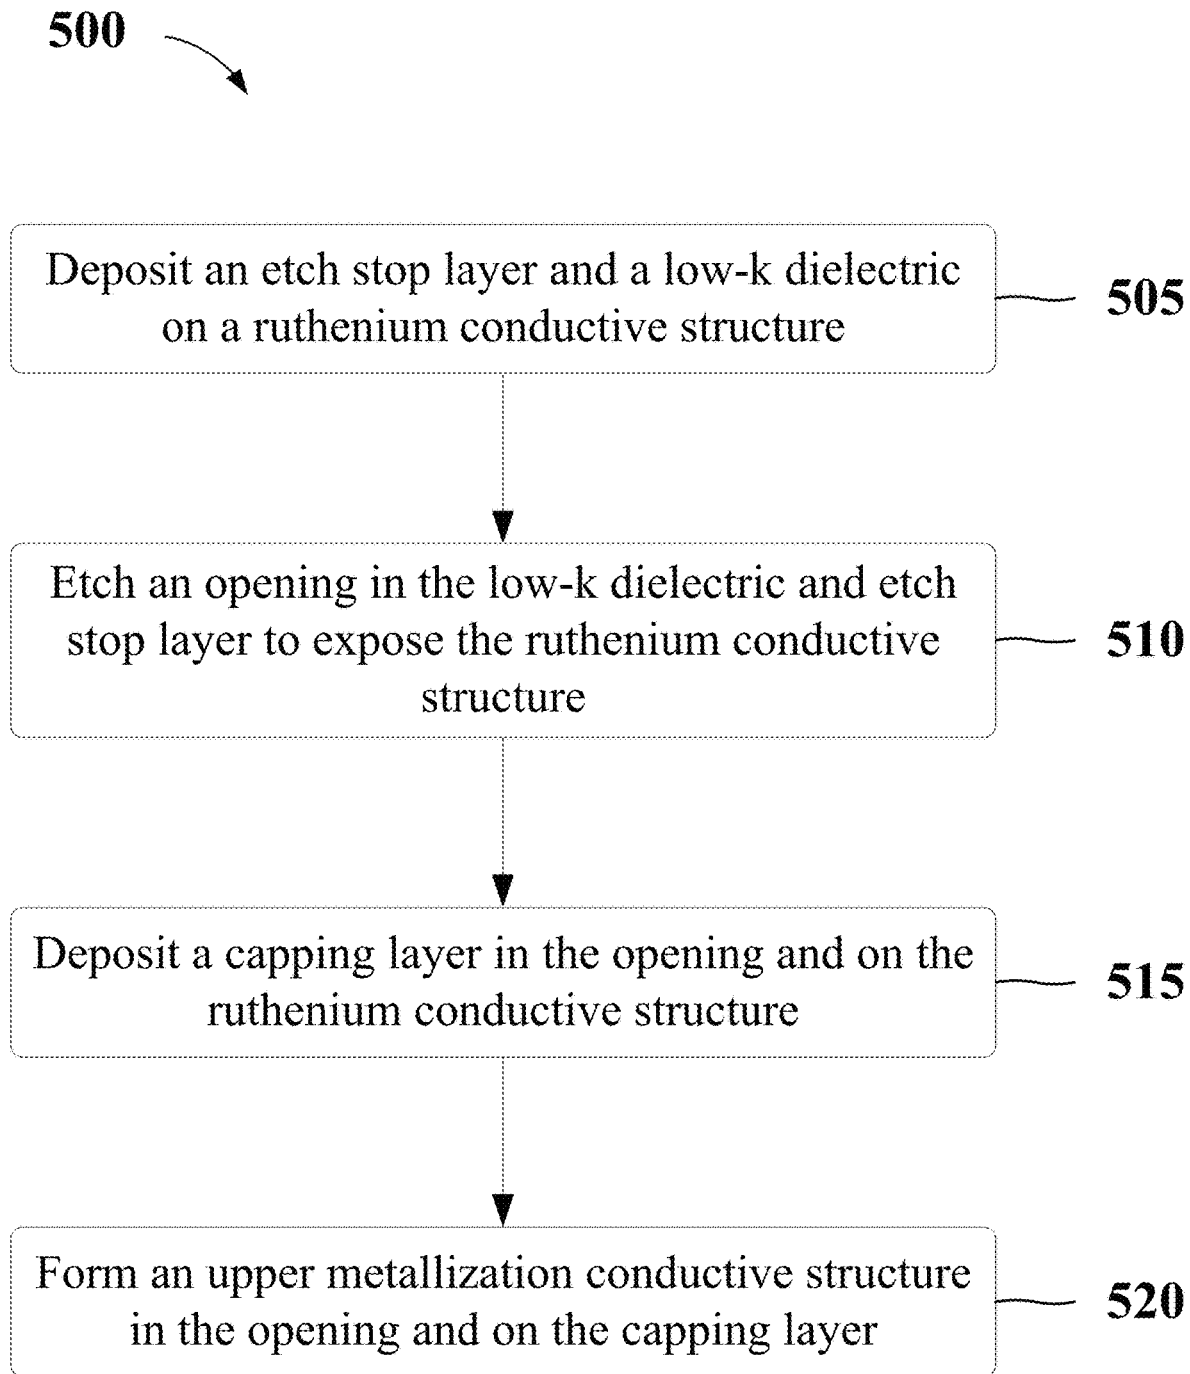 500
Deposit an etch stop layer and a low-k dielectric
on a ruthenium conductive structure
505
Etch an opening in the low-k dielectric and etch
stop layer to expose the ruthenium conductive
structure
510
Deposit a capping layer in the opening and on the
ruthenium conductive structure
515
Form an upper metallization conductive structure
in the opening and on the capping layer
520